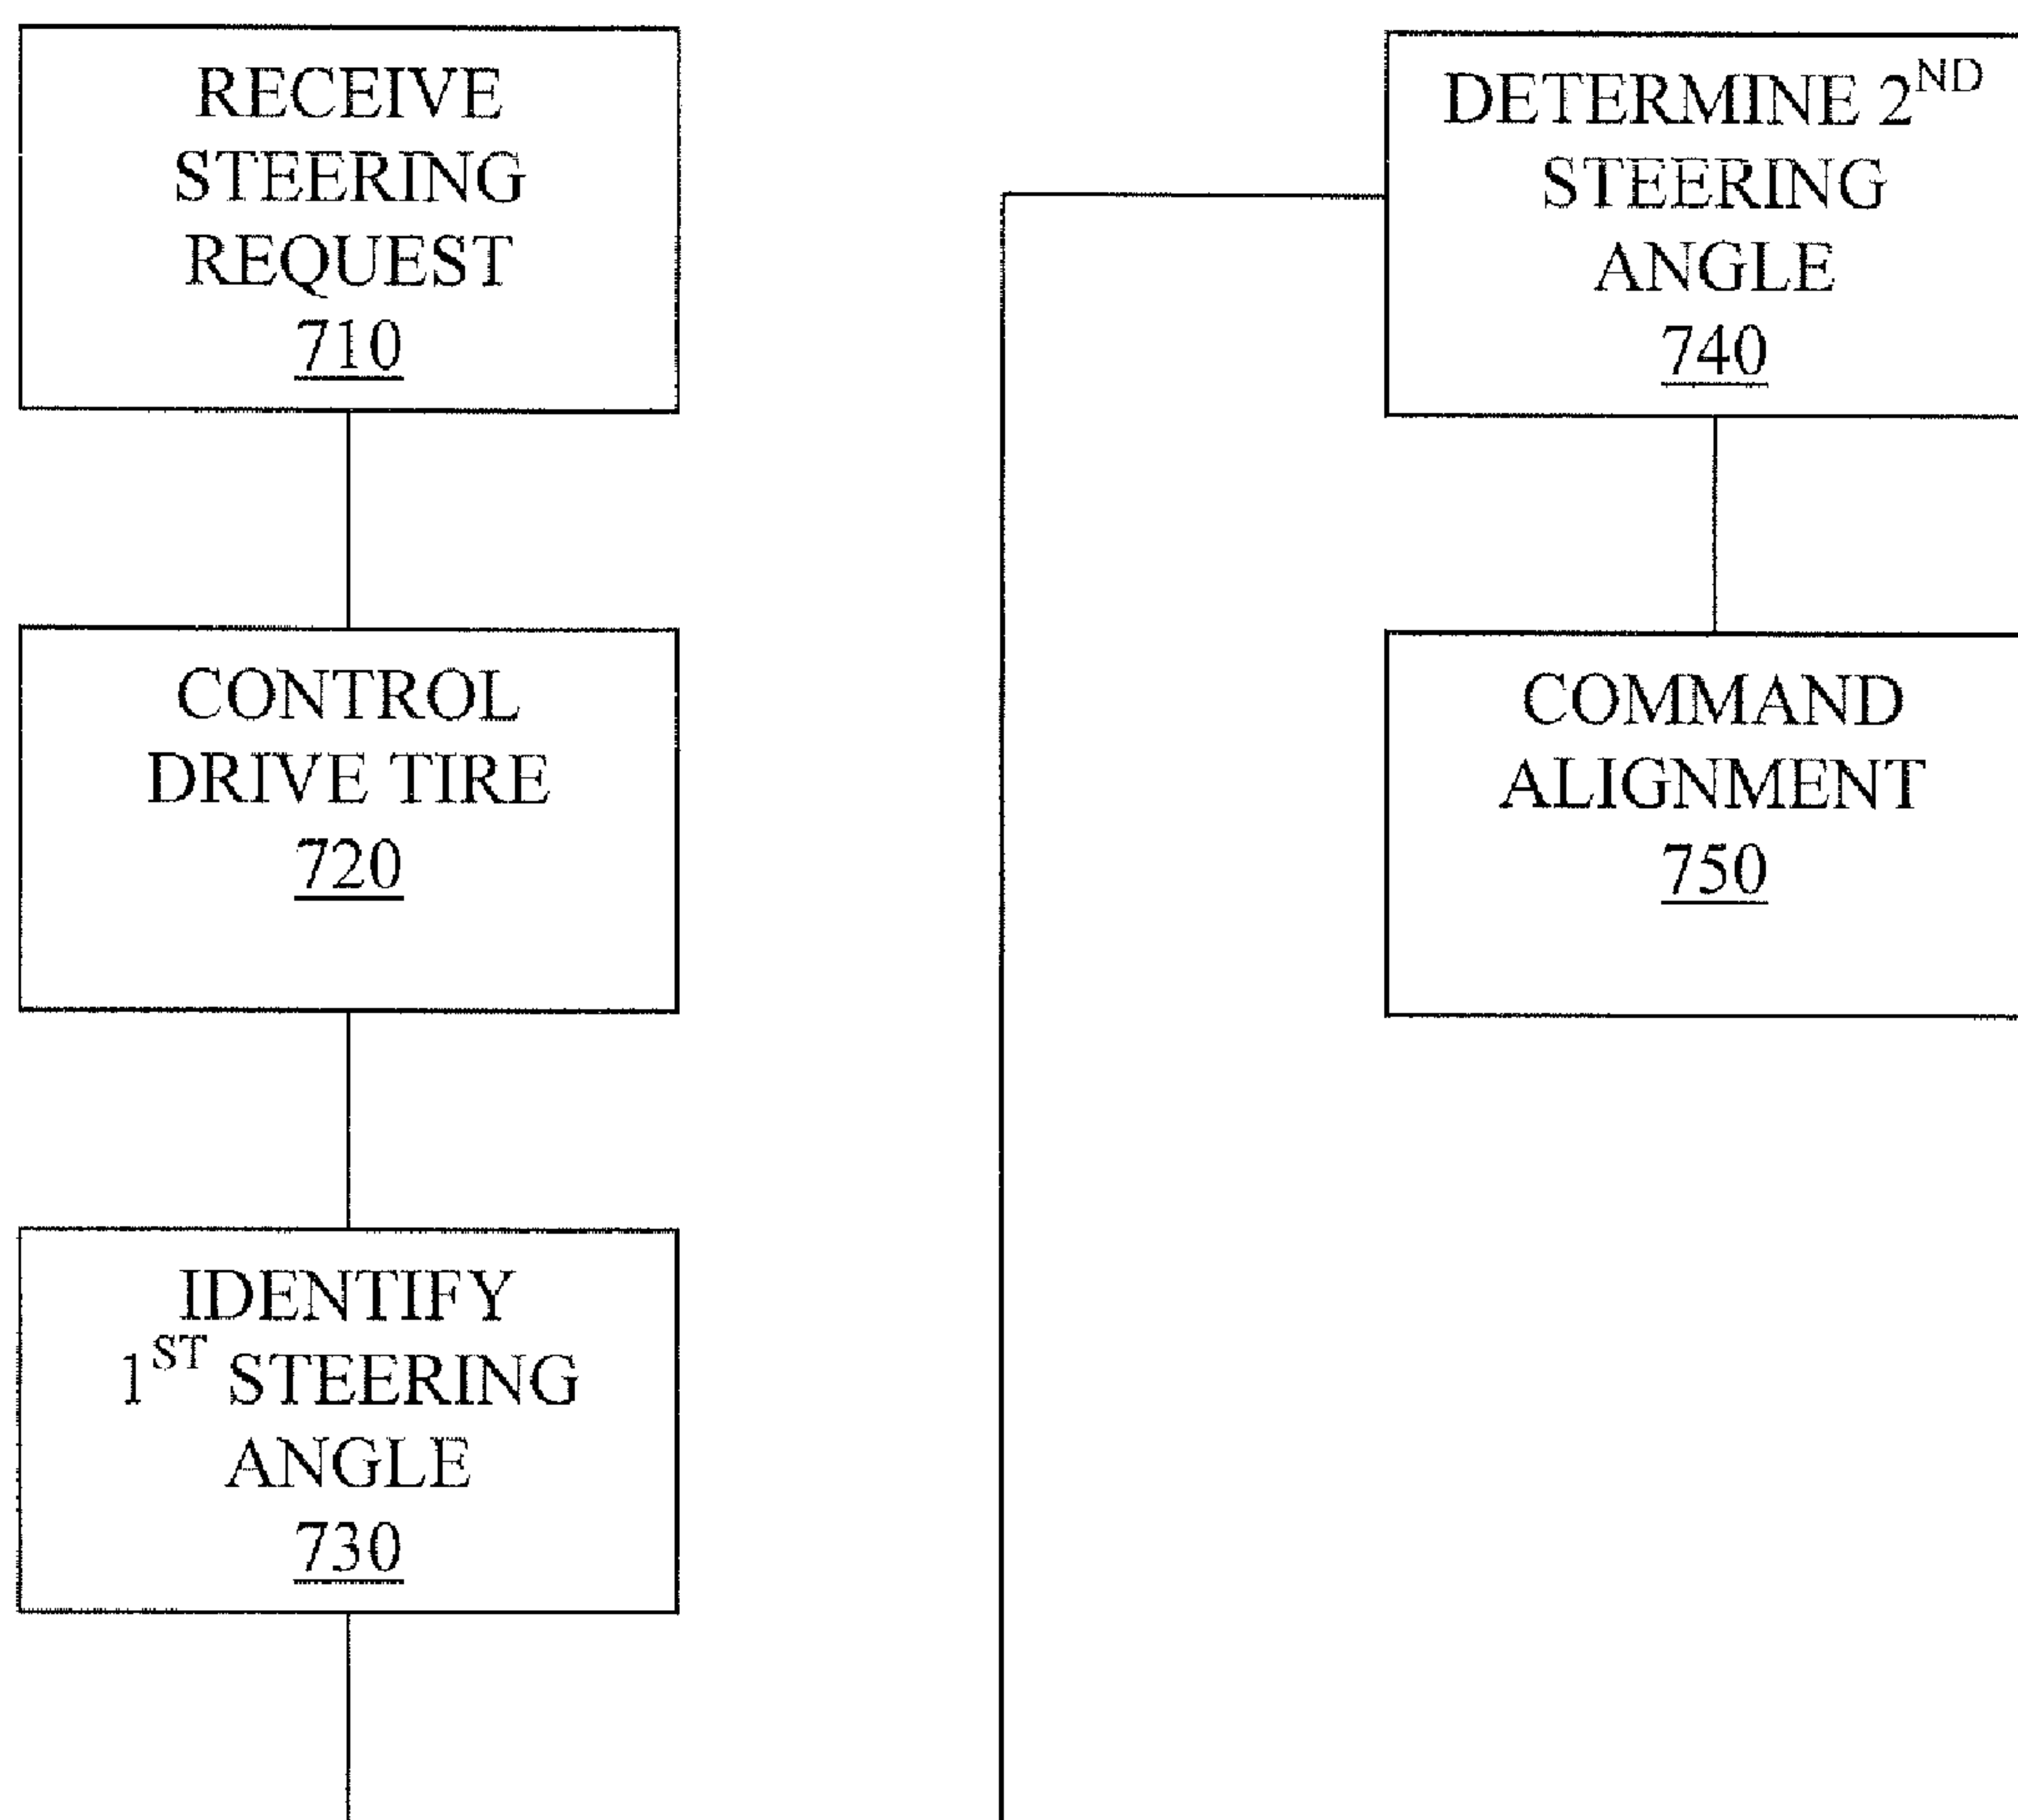 RECEIVE
STEERING
REQUEST
710
CONTROL
DRIVE TIRE
720
IDENTIFY
1ST STEERING
ANGLE
730
DETERMINE 2ND
STEERING
ANGLE
740
COMMAND
ALIGNMENT
750